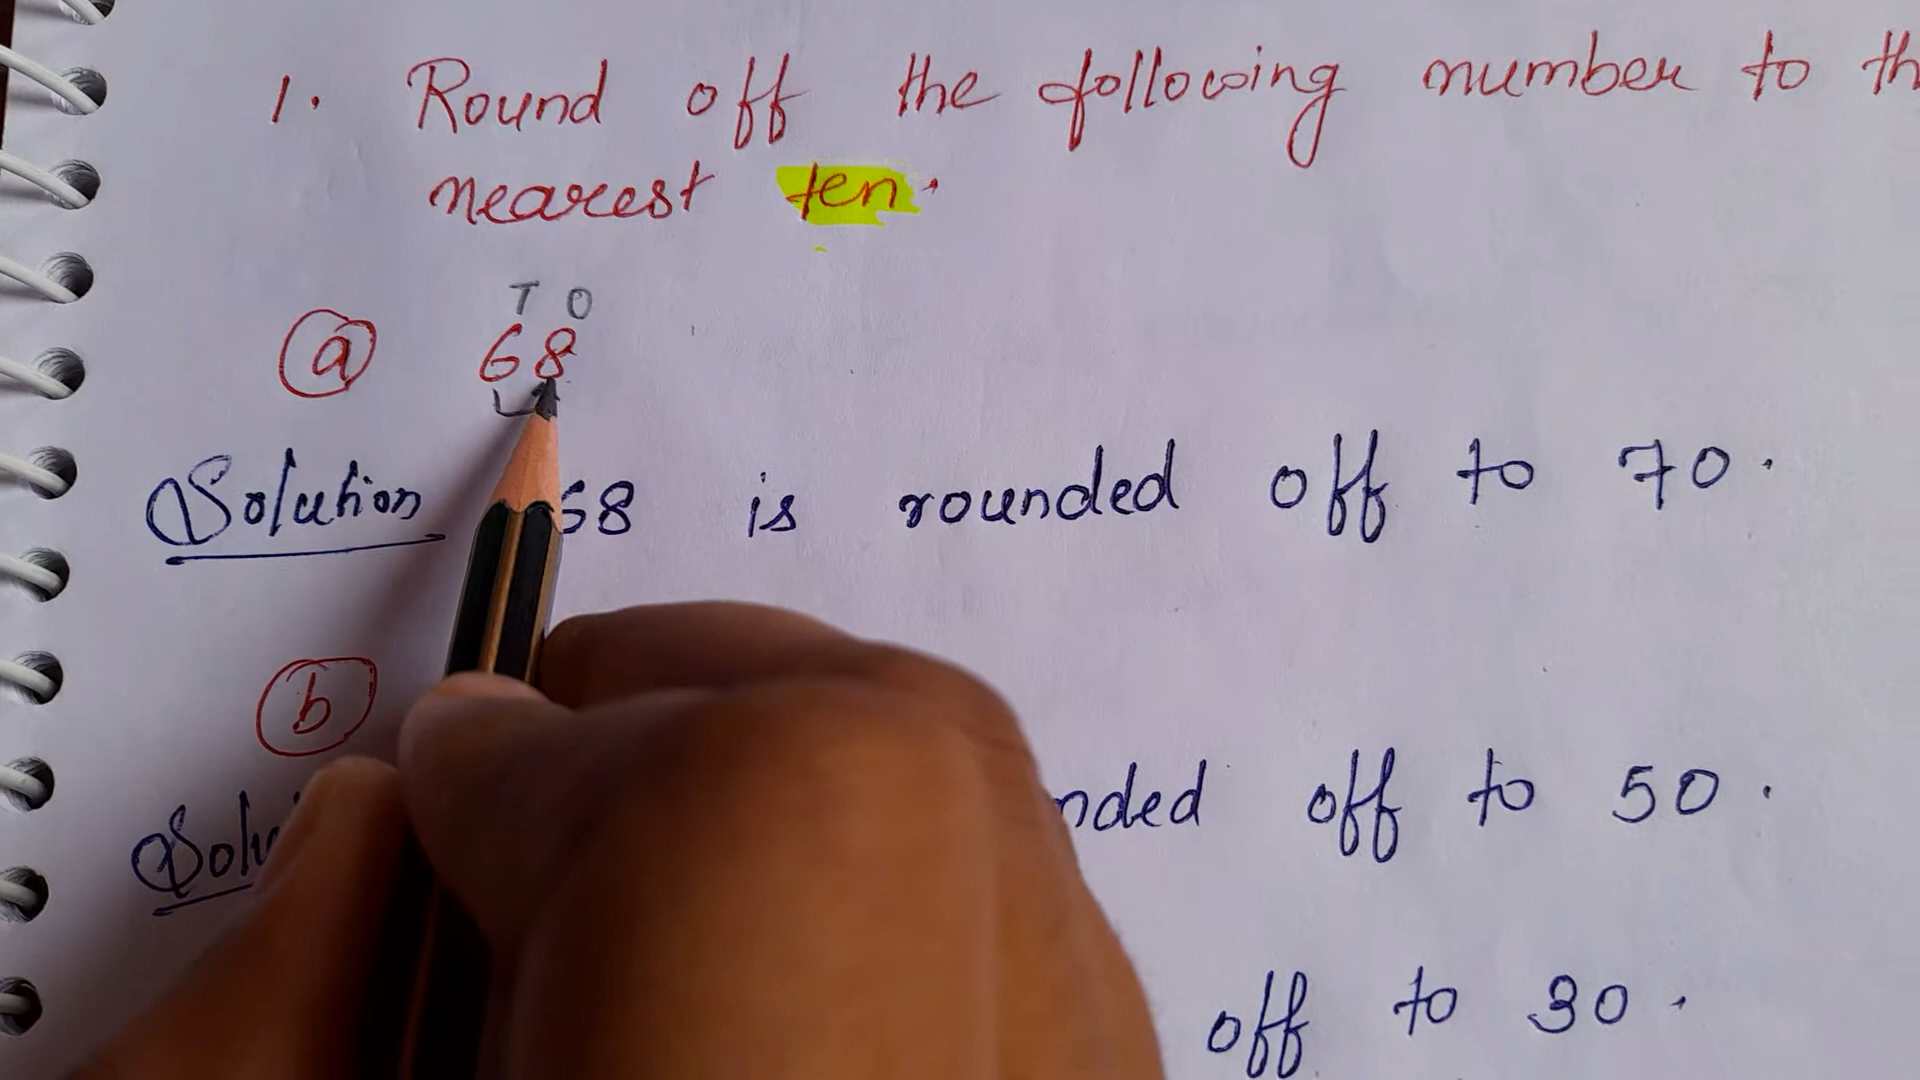 1. Round off the following number to th
nearest ten.
T O
(a) 68
Solution 68 is rounded off to 70.
(b)
off to 50.
off to 30.